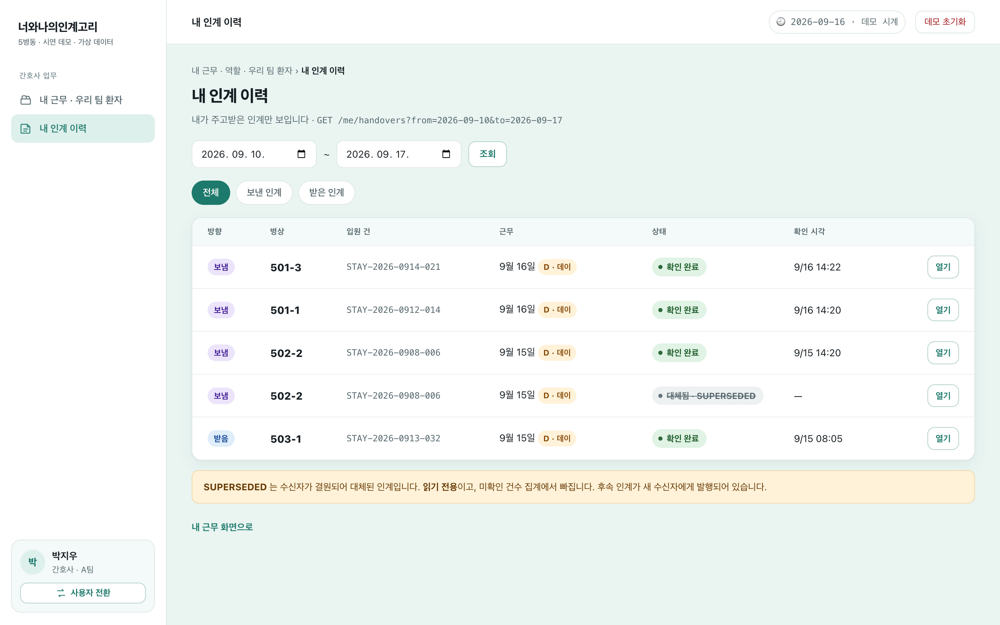 너와나의인계고리
5병동 · 시연 데모 · 가상 데이터
간호사 업무
내 근무 · 우리 팀 환자
내 인계 이력
박
박지우
간호사 · A팀
사용자 전환
내 인계 이력
2026-09-16 · 데모 시계
데모 초기화
내 근무 · 역할 · 우리 팀 환자 › 내 인계 이력
내 인계 이력
내가 주고받은 인계만 보입니다 · GET /me/handovers?from=2026-09-10&to=2026-09-17
2026. 09. 10. ~ 2026. 09. 17. 조회
전체 보낸 인계 받은 인계
방향 병상 입원 건 근무 상태 확인 시각
보냄 501-3 STAY-2026-0914-021 9월 16일 D · 데이 확인 완료 9/16 14:22 열기
보냄 501-1 STAY-2026-0912-014 9월 16일 D · 데이 확인 완료 9/16 14:20 열기
보냄 502-2 STAY-2026-0908-006 9월 15일 D · 데이 확인 완료 9/15 14:20 열기
보냄 502-2 STAY-2026-0908-006 9월 15일 D · 데이 대체됨 · SUPERSEDED — 열기
받음 503-1 STAY-2026-0913-032 9월 15일 D · 데이 확인 완료 9/15 08:05 열기
SUPERSEDED 는 수신자가 결원되어 대체된 인계입니다. 읽기 전용이고, 미확인 건수 집계에서 빠집니다. 후속 인계가 새 수신자에게 발행되어 있습니다.
내 근무 화면으로